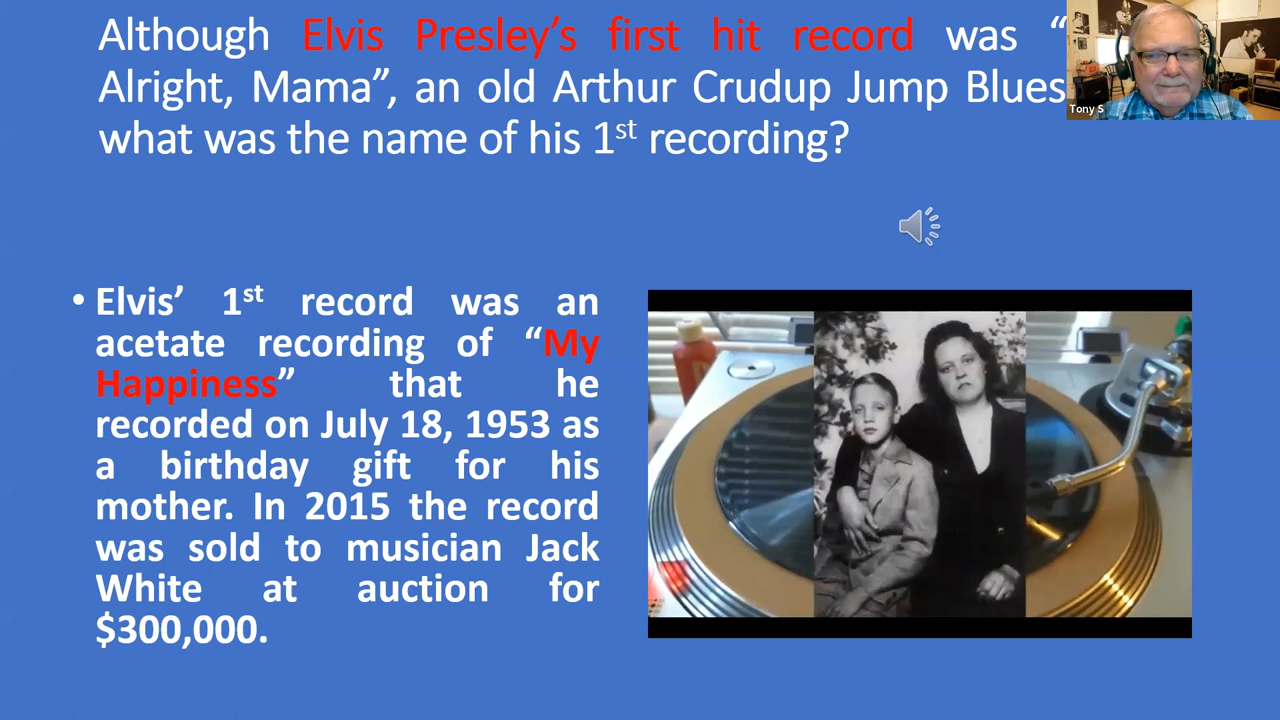 Although Elvis Presley’s first hit record was “
Alright, Mama”, an old Arthur Crudup Jump Blues
what was the name of his 1st recording?
Tony S
• Elvis’ 1st record was an
acetate recording of “My
Happiness” that he
recorded on July 18, 1953 as
a birthday gift for his
mother. In 2015 the record
was sold to musician Jack
White at auction for
$300,000.